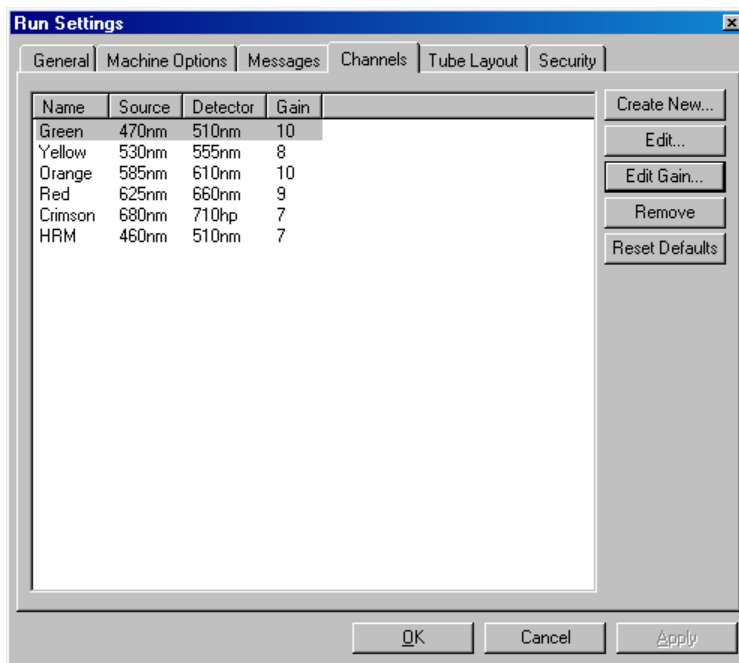 Run Settings
General Machine Options Messages Channels Tube Layout Security
Name Source Detector Gain
Green 470nm 510nm 10
Yellow 530nm 555nm 8
Orange 585nm 610nm 10
Red 625nm 660nm 9
Crimson 680nm 710hp 7
HRM 460nm 510nm 7
Create New...
Edit...
Edit Gain...
Remove
Reset Defaults
OK Cancel Apply